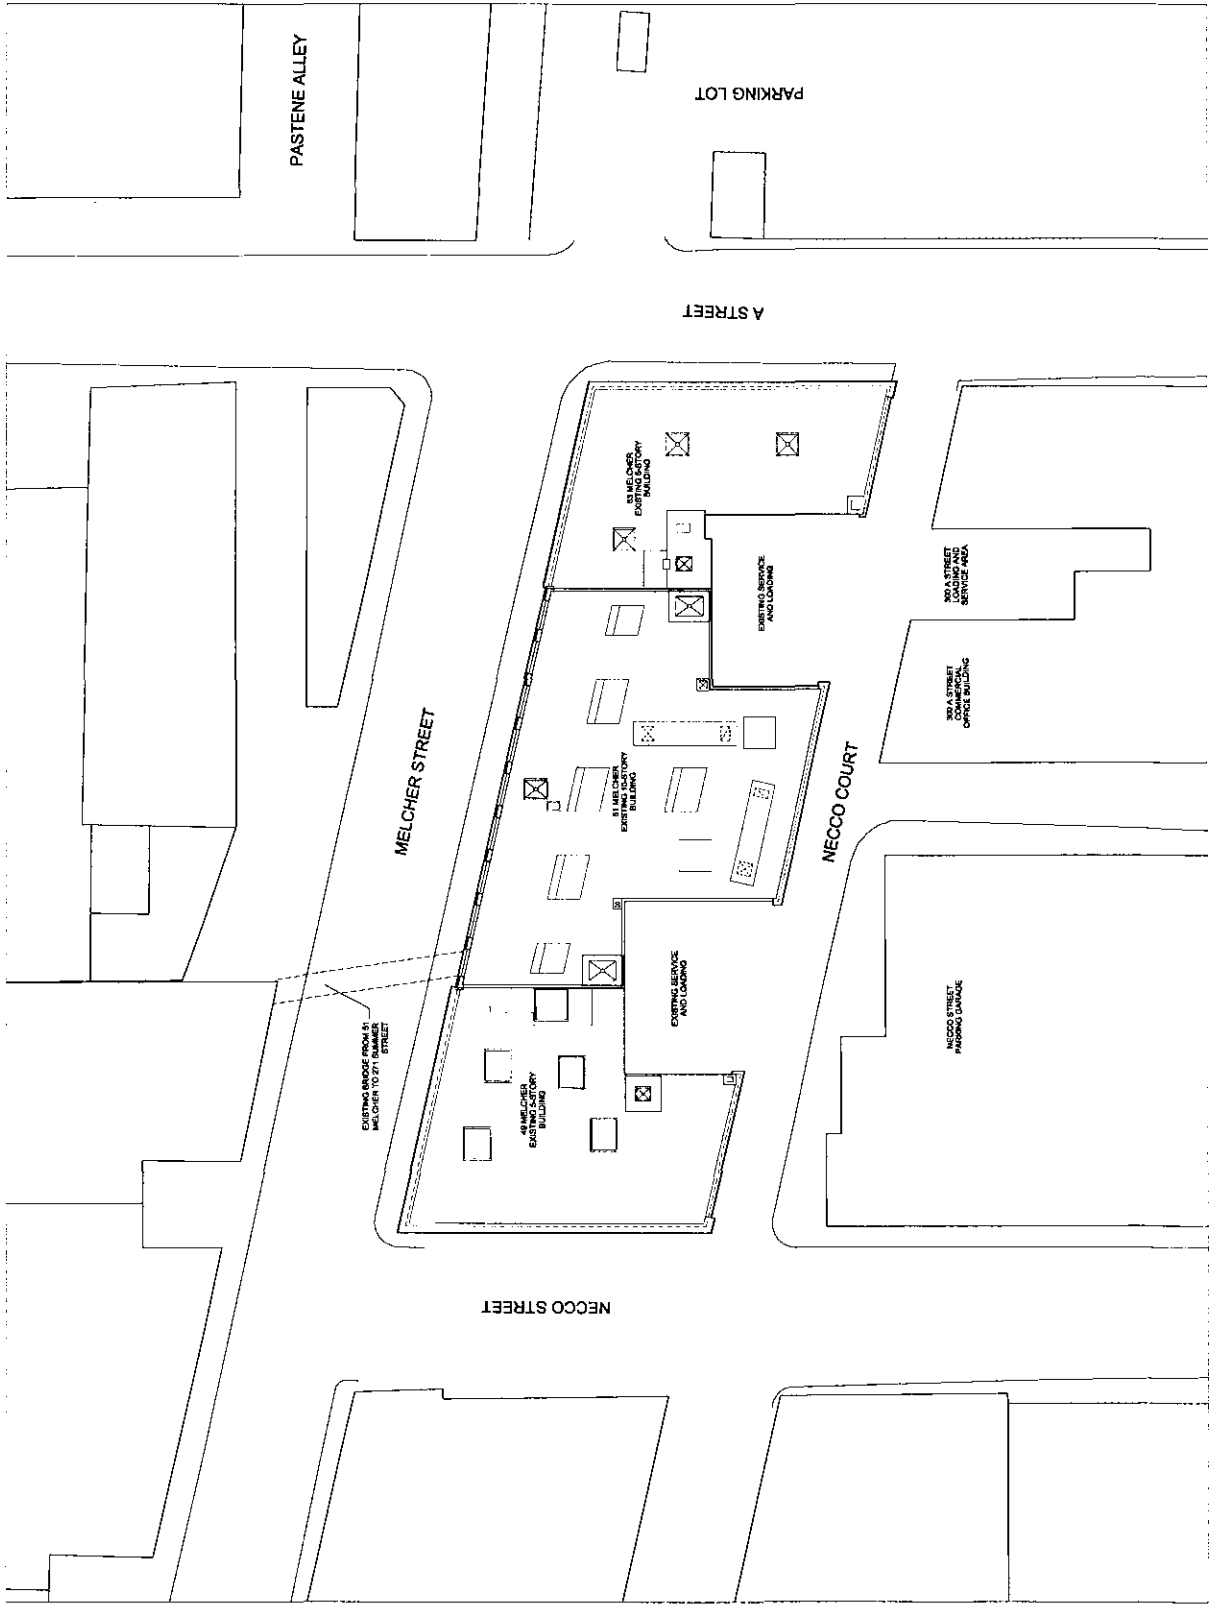 PASTENE ALLEY
PARKING LOT
A STREET
MELCHER STREET
53 MELCHER
EXISTING 5-STORY
BUILDING
EXISTING SERVICE
AND LOADING
300 A STREET
LOADING AND
SERVICE AREA
300 A STREET
COMMERCIAL
OFFICE BUILDING
51 MELCHER
EXISTING 10-STORY
BUILDING
NECCO COURT
EXISTING BRIDGE FROM 51
MELCHER TO 271 SUMMER
STREET
EXISTING SERVICE
AND LOADING
49 MELCHER
EXISTING 5-STORY
BUILDING
NECCO STREET
PARKING GARAGE
NECCO STREET